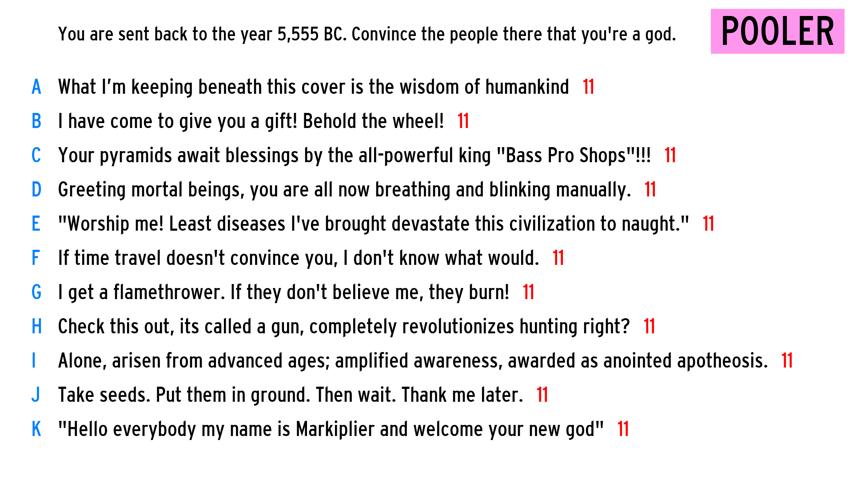 You are sent back to the year 5,555 BC. Convince the people there that you're a god.
POOLER
A What I’m keeping beneath this cover is the wisdom of humankind 11
B I have come to give you a gift! Behold the wheel! 11
C Your pyramids await blessings by the all-powerful king "Bass Pro Shops"!!! 11
D Greeting mortal beings, you are all now breathing and blinking manually. 11
E "Worship me! Least diseases I've brought devastate this civilization to naught." 11
F If time travel doesn't convince you, I don't know what would. 11
G I get a flamethrower. If they don't believe me, they burn! 11
H Check this out, its called a gun, completely revolutionizes hunting right? 11
I Alone, arisen from advanced ages; amplified awareness, awarded as anointed apotheosis. 11
J Take seeds. Put them in ground. Then wait. Thank me later. 11
K "Hello everybody my name is Markiplier and welcome your new god" 11